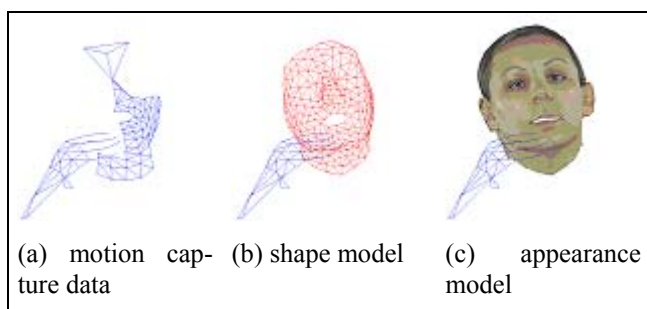 (a) motion cap-
ture data
(b) shape model
(c) appearance
model